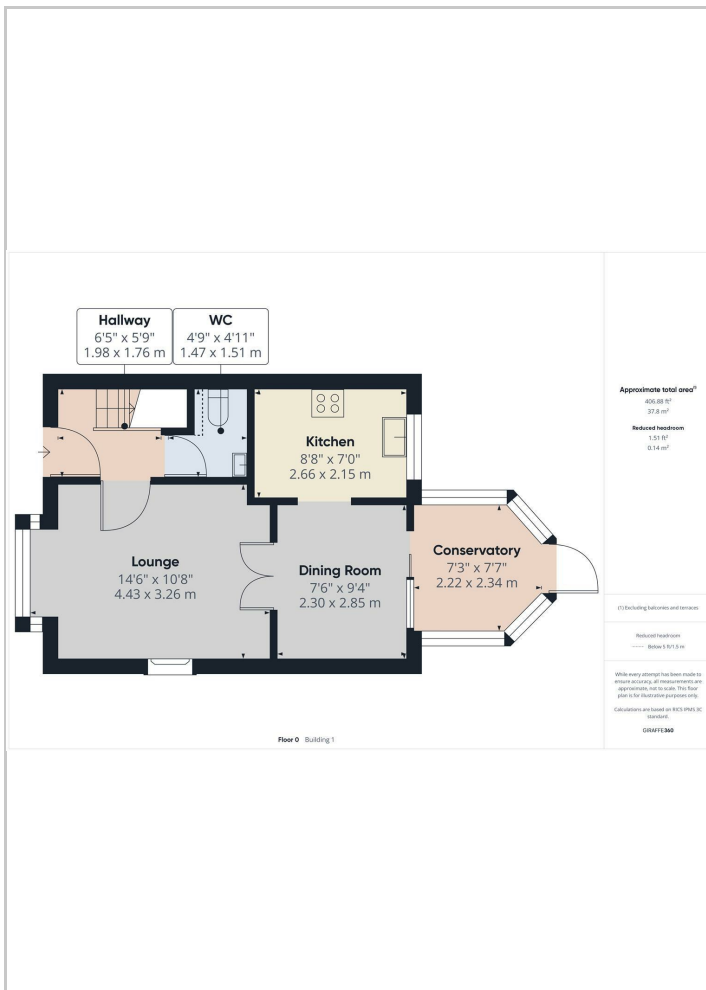 Hallway
6'5" x 5'9"
1.98 x 1.76 m
WC
4'9" x 4'11"
1.47 x 1.51 m
Kitchen
8'8" x 7'0"
2.66 x 2.15 m
Lounge
14'6" x 10'8"
4.43 x 3.26 m
Dining Room
7'6" x 9'4"
2.30 x 2.85 m
Conservatory
7'3" x 7'7"
2.22 x 2.34 m
Floor 0 Building 1
Approximate total area⁽¹⁾
406.88 ft²
37.8 m²
Reduced headroom
1.51 ft²
0.14 m²
(1) Excluding balconies and terraces
Reduced headroom
Below 5 ft/1.5 m
While every attempt has been made to
ensure accuracy, all measurements are
approximate, not to scale. This floor
plan is for illustrative purposes only.
Calculations are based on RICS IPMS 3C
standard.
GIRAFFE360